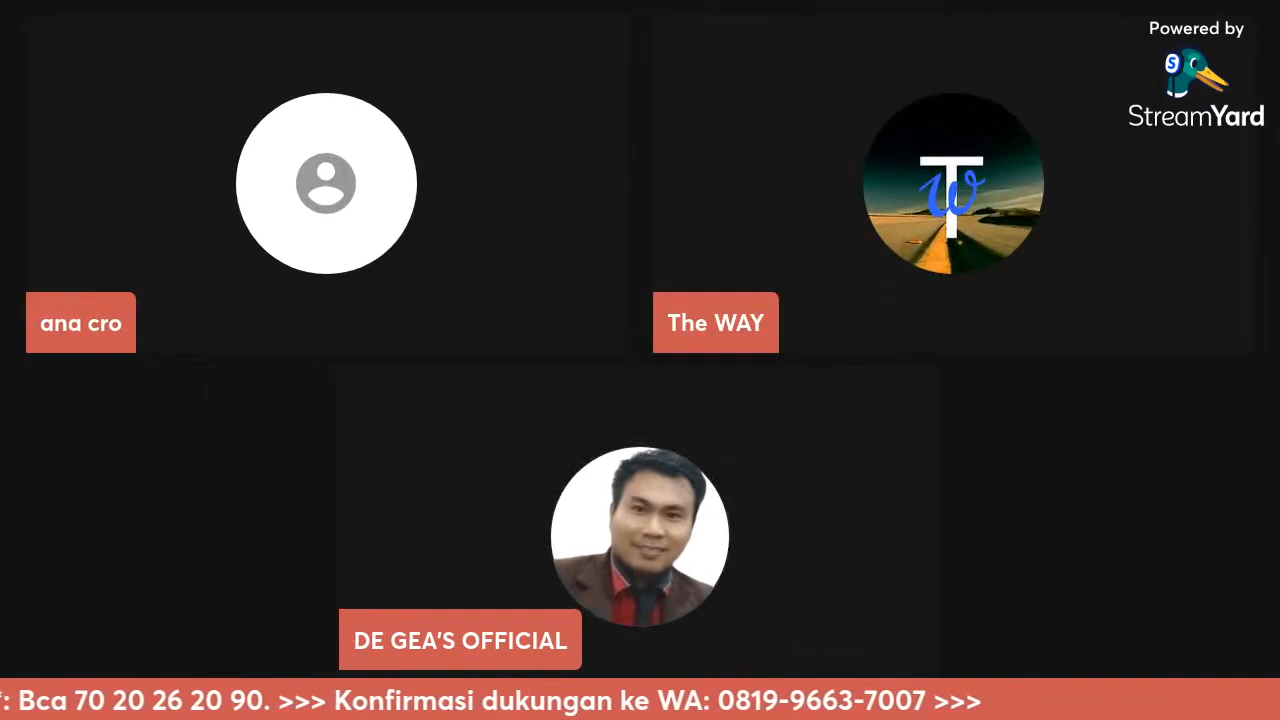 Powered by
S
StreamYard
T
w
ana cro
The WAY
DE GEA'S OFFICIAL
*: Bca 70 20 26 20 90. >>> Konfirmasi dukungan ke WA: 0819-9663-7007 >>>